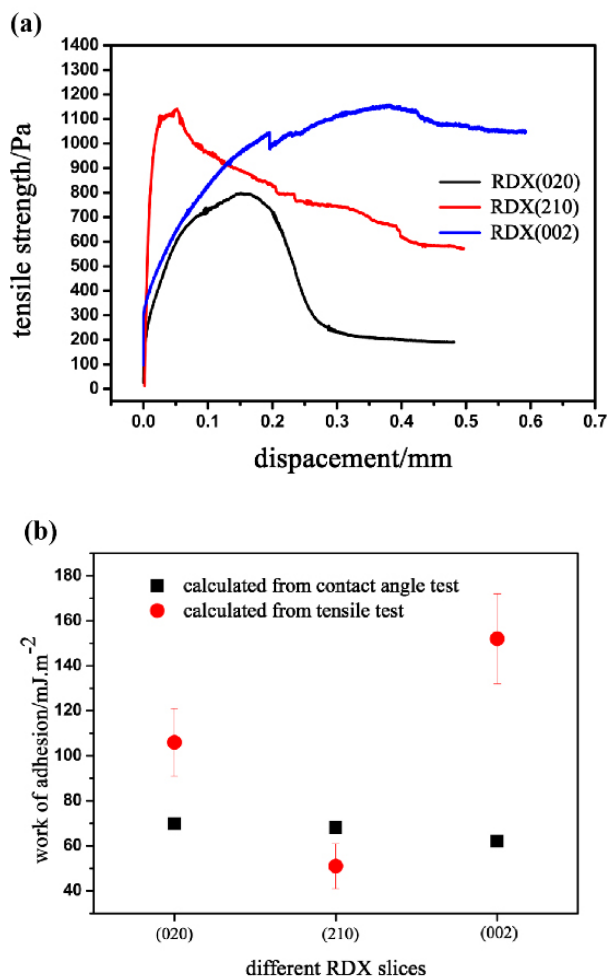 (a)
1400
1300
1200
1100
1000
900
800
700
600
500
400
300
200
100
0
tensile strength/Pa
RDX(020)
RDX(210)
RDX(002)
0.0 0.1 0.2 0.3 0.4 0.5 0.6 0.7
dispacement/mm
(b)
180
160
140
120
100
80
60
40
work of adhesion/mJ.m-2
calculated from contact angle test
calculated from tensile test
(020) (210) (002)
different RDX slices